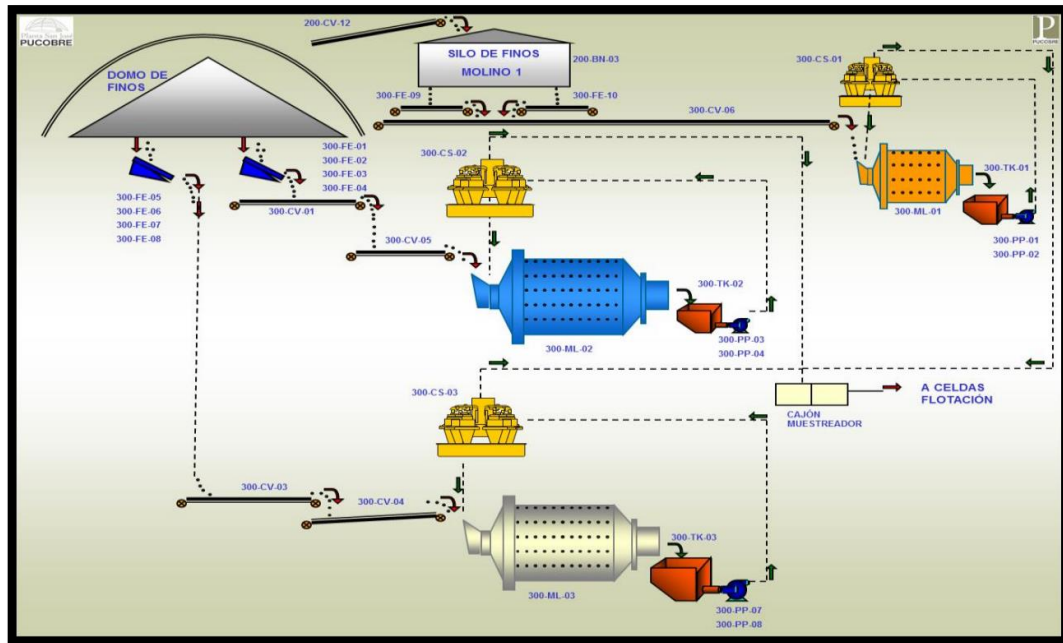 Planta San José
PUCOBRE
200-CV-12
P
PUCOBRE
SILO DE FINOS
MOLINO 1
200-BN-03
300-CS-01
DOMO DE
FINOS
300-FE-09
300-FE-10
300-CV-06
300-FE-01
300-FE-02
300-FE-03
300-FE-04
300-CS-02
300-TK-01
300-ML-01
300-FE-05
300-FE-06
300-FE-07
300-FE-08
300-CV-01
300-CV-05
300-PP-01
300-PP-02
300-TK-02
300-PP-03
300-PP-04
300-ML-02
300-CS-03
A CELDAS
FLOTACIÓN
CAJÓN
MUESTREADOR
300-CV-03
300-CV-04
300-TK-03
300-ML-03
300-PP-07
300-PP-08